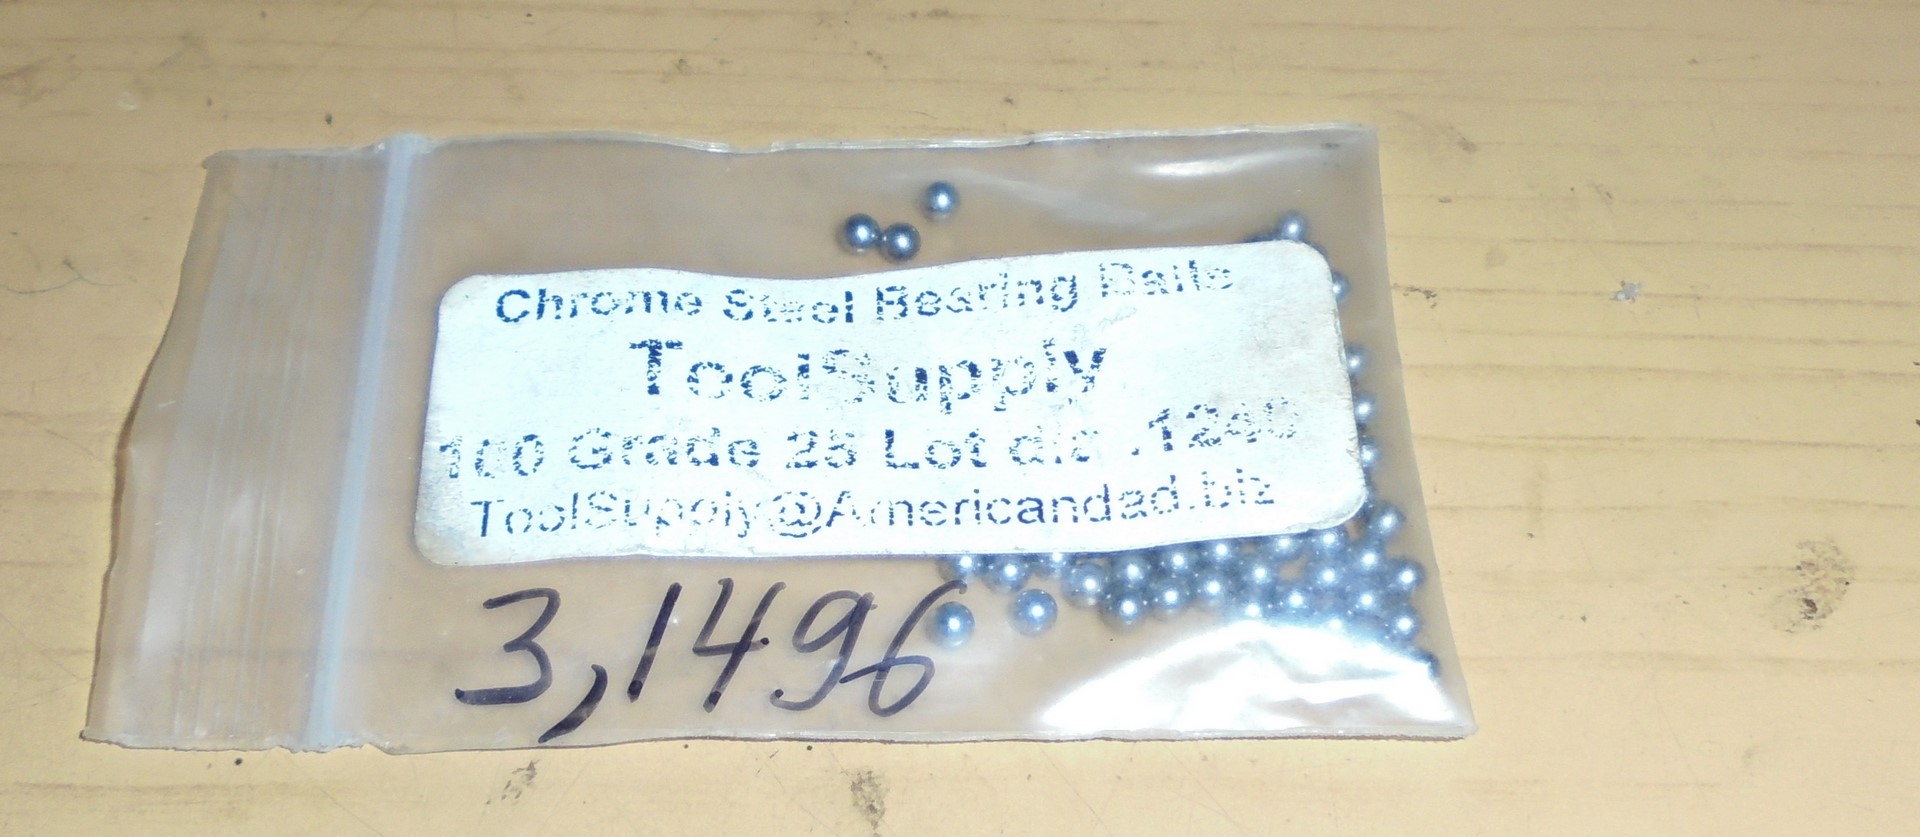 Chrome Steel Bearing Balls
ToolSupply
100 Grade 25 Lot dia .1240
ToolSupply@Americandad.biz
3,1496